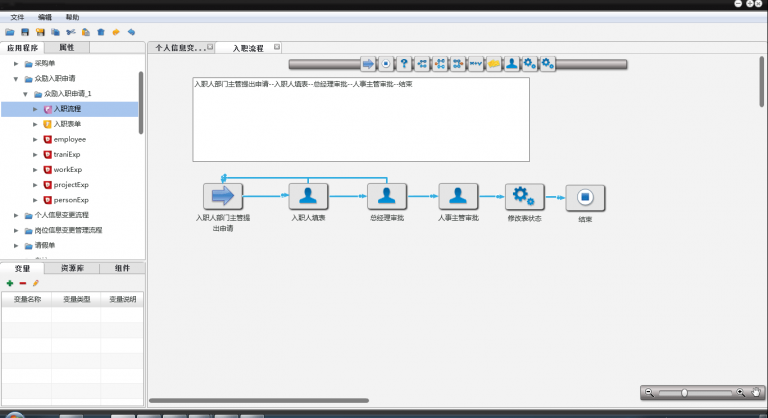 文件 编辑 帮助
应用程序 属性
个人信息变... 入职流程
采购单
众励入职申请
众励入职申请_1
入职流程
入职表单
employee
traniExp
workExp
projectExp
personExp
个人信息变更流程
岗位信息变更管理流程
请假单
入职人部门主管提出申请--入职人填表--总经理审批--人事主管审批--结束
入职人部门主管提
出申请
入职人填表
总经理审批
人事主管审批
修改表状态
结束
变量 资源库 组件
变量名称 变量类型 变量说明